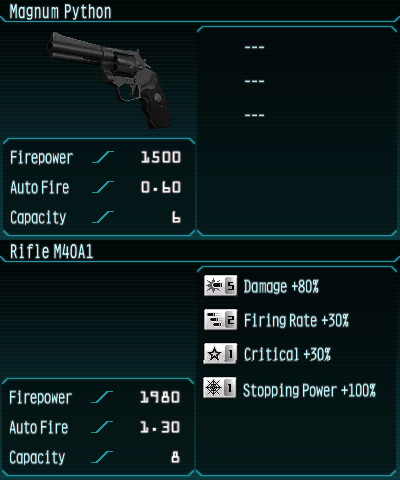 Magnum Python
---
---
---
Firepower 1500
Auto Fire 0.60
Capacity 6
Rifle M40A1
5 Damage +80%
2 Firing Rate +30%
1 Critical +30%
1 Stopping Power +100%
Firepower 1980
Auto Fire 1.30
Capacity 8